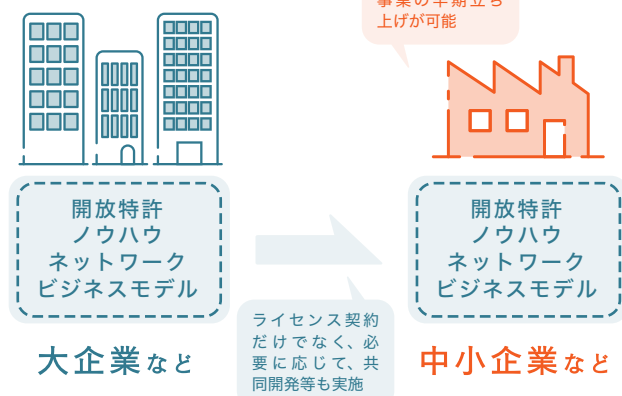 事業の早期立ち
上げが可能
開放特許
ノウハウ
ネットワーク
ビジネスモデル
開放特許
ノウハウ
ネットワーク
ビジネスモデル
ライセンス契約
だけでなく、必
要に応じて、共
同開発等も実施
大企業など
中小企業など